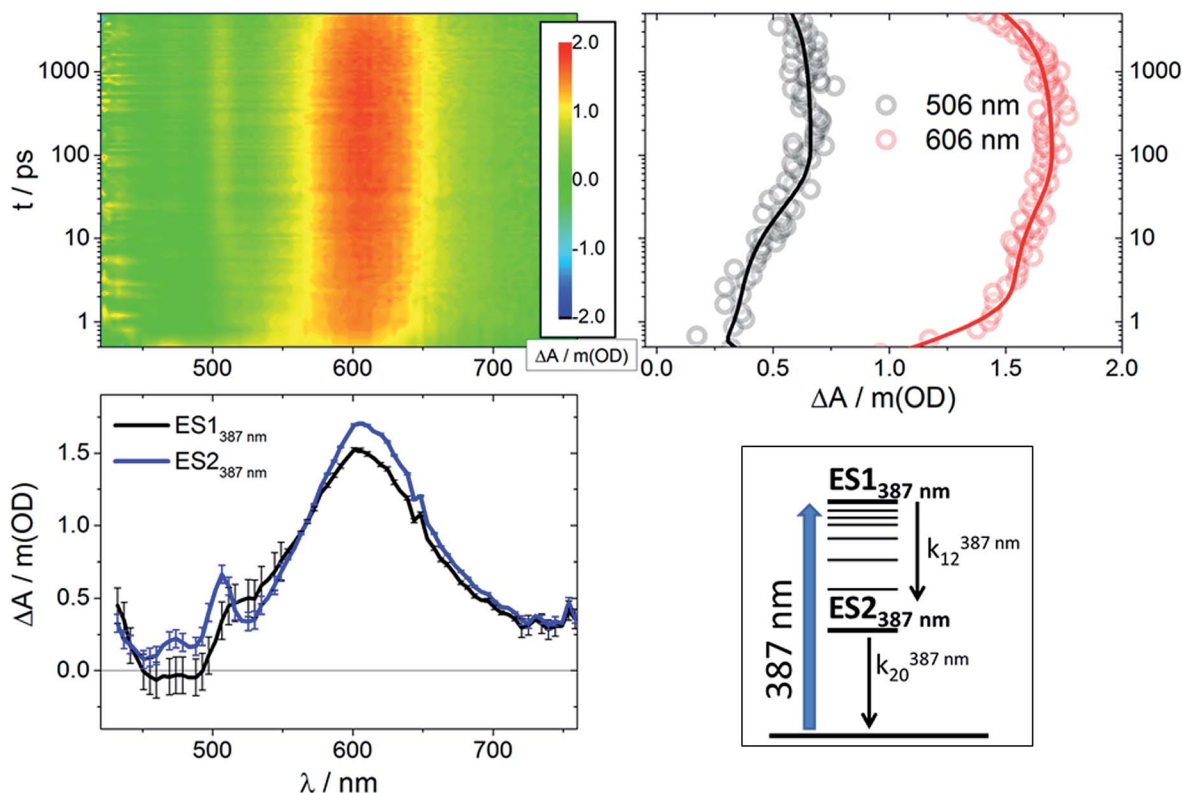 2.0
1.0
0.0
-1.0
-2.0
ΔA / m(OD)
1000
100
10
1
t / ps
500
600
700
506 nm
606 nm
1000
100
10
1
0.0
0.5
1.0
1.5
2.0
ΔA / m(OD)
ES1387 nm
ES2387 nm
1.5
1.0
0.5
0.0
ΔA / m(OD)
500
600
700
λ / nm
387 nm
ES1387 nm
k12387 nm
ES2387 nm
k20387 nm